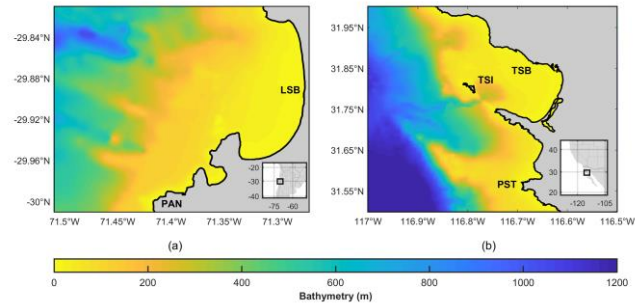 -29.84°N
-29.88°N
-29.92°N
-29.96°N
-30°N
LSB
PAN
-30
-40
-75 -60
71.5°W 71.45°W 71.4°W 71.35°W 71.3°W
(a)
31.95°N
31.85°N
31.75°N
31.65°N
31.55°N
TSI
TSB
PST
40
30
20
-120 -105
117°W 116.9°W 116.8°W 116.7°W 116.6°W 116.5°W
(b)
0 200 400 600 800 1000 1200
Bathymetry (m)